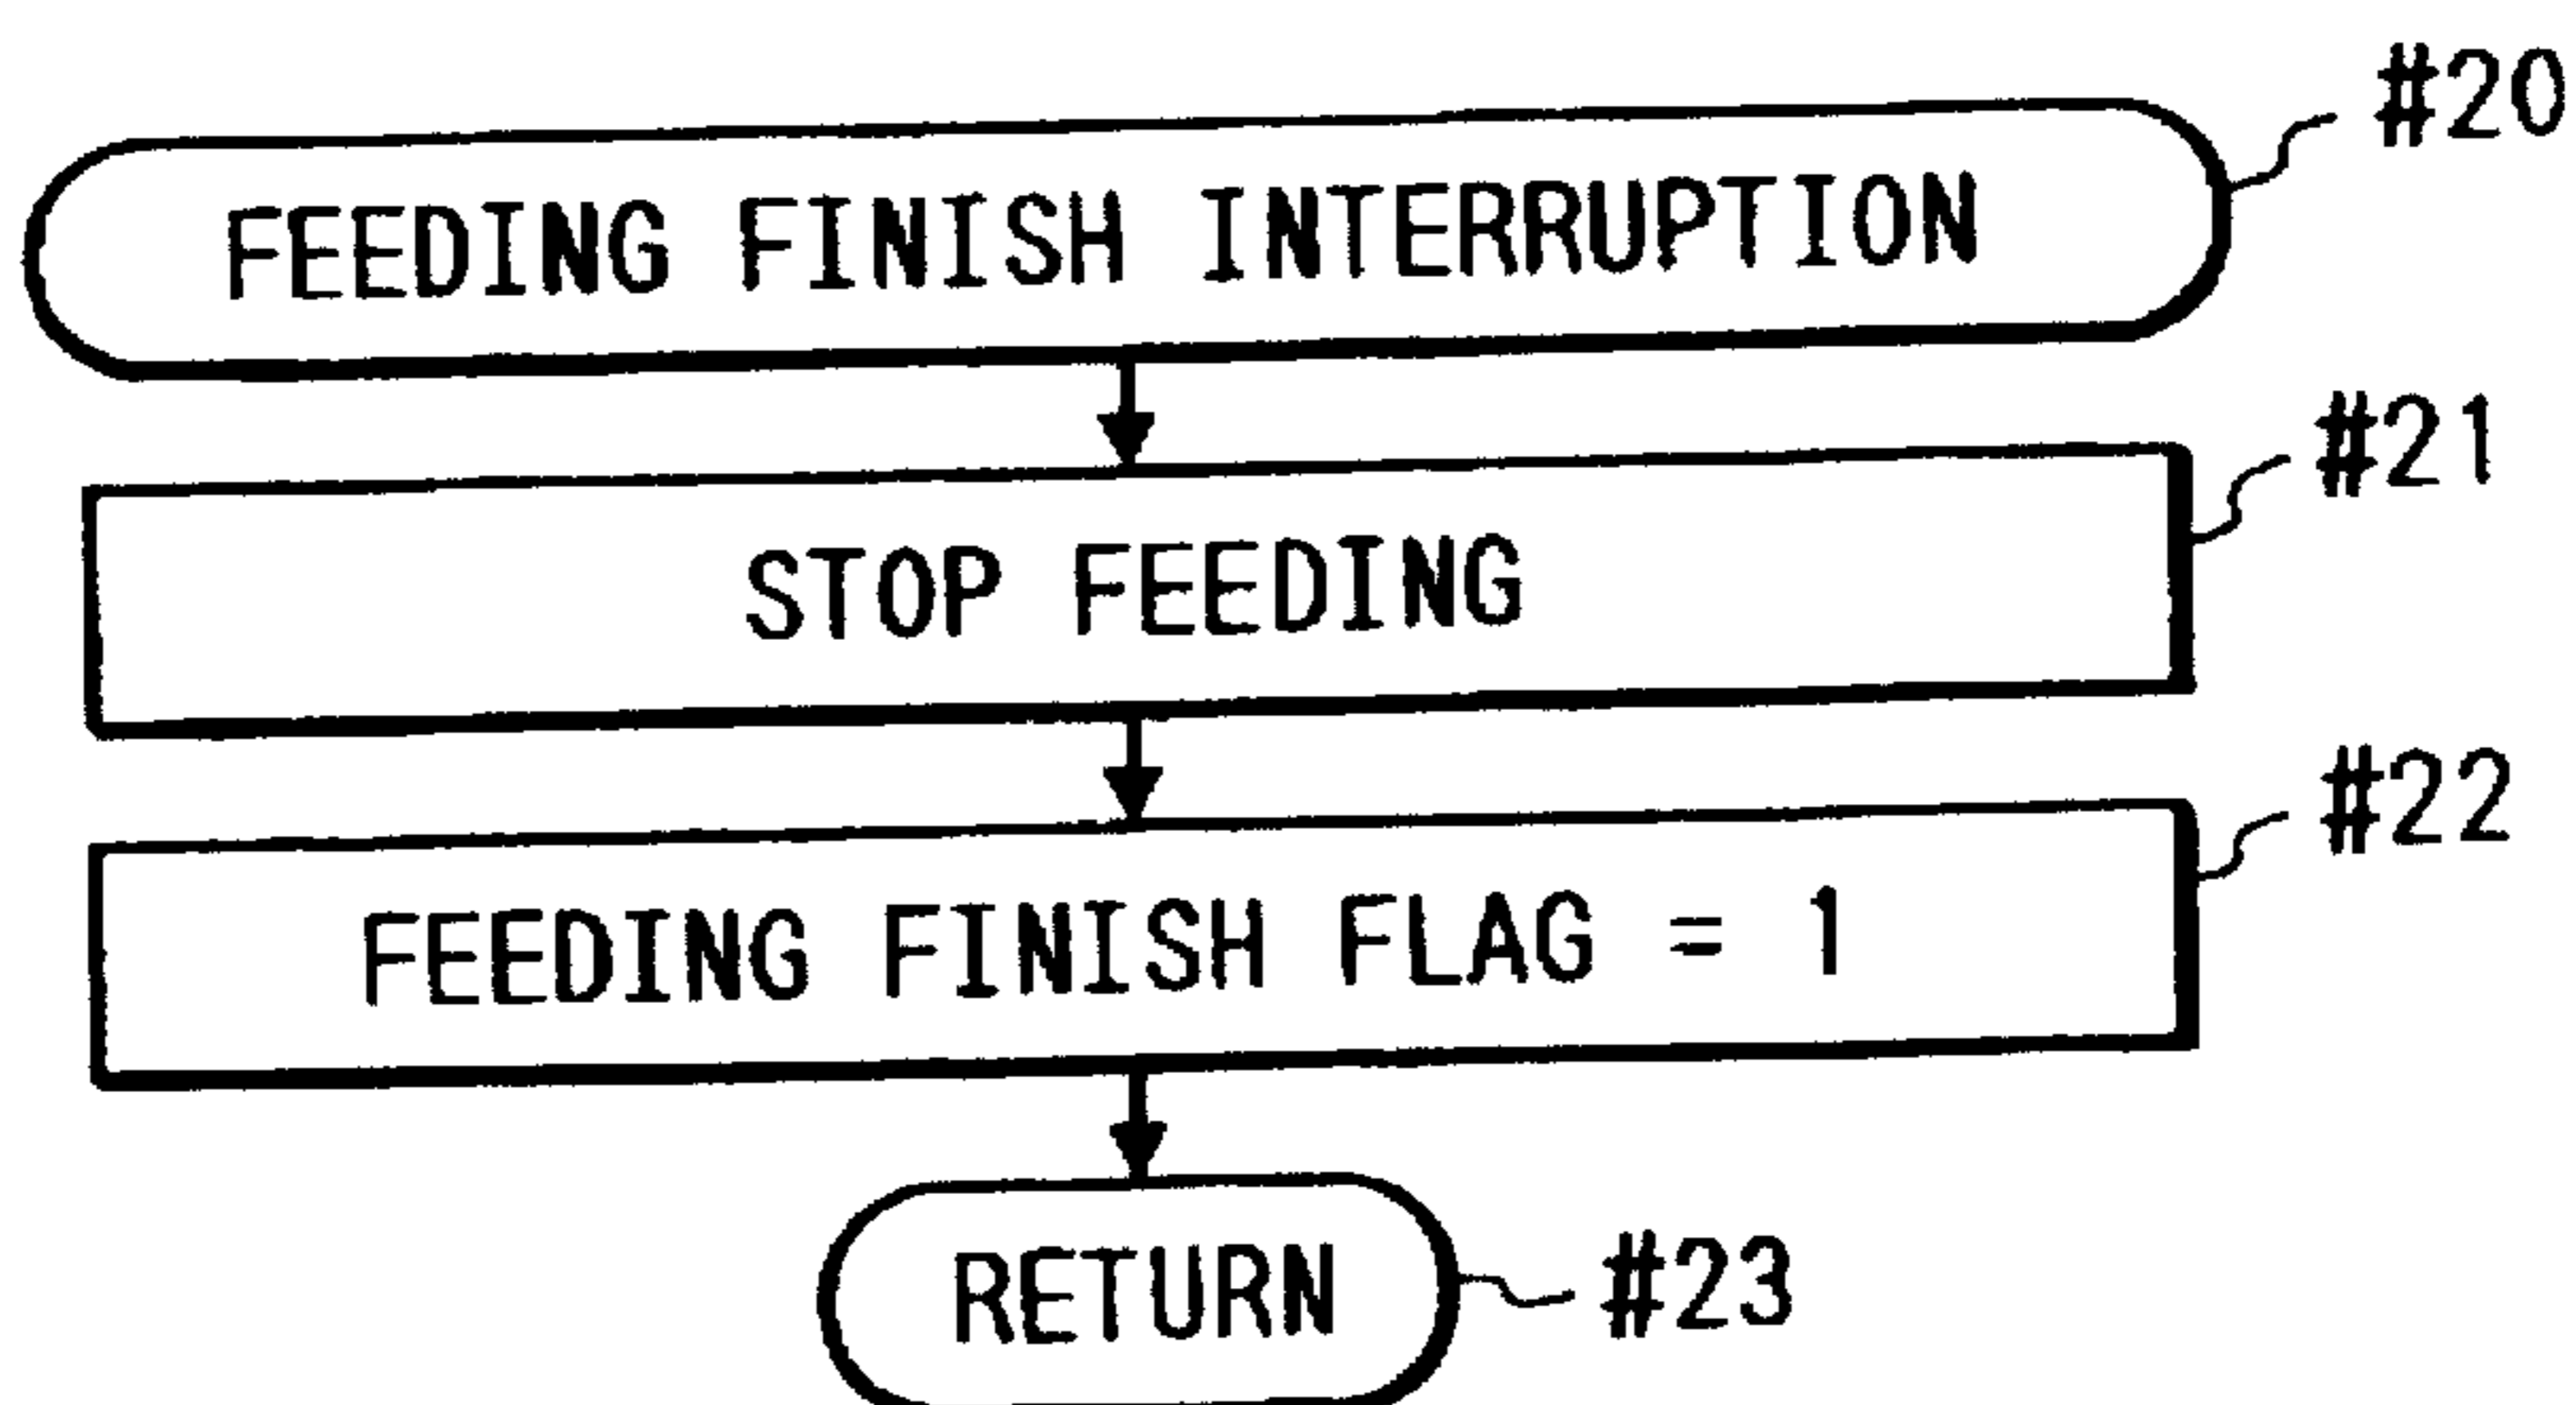 #20
FEEDING FINISH INTERRUPTION
#21
STOP FEEDING
#22
FEEDING FINISH FLAG = 1
RETURN #23